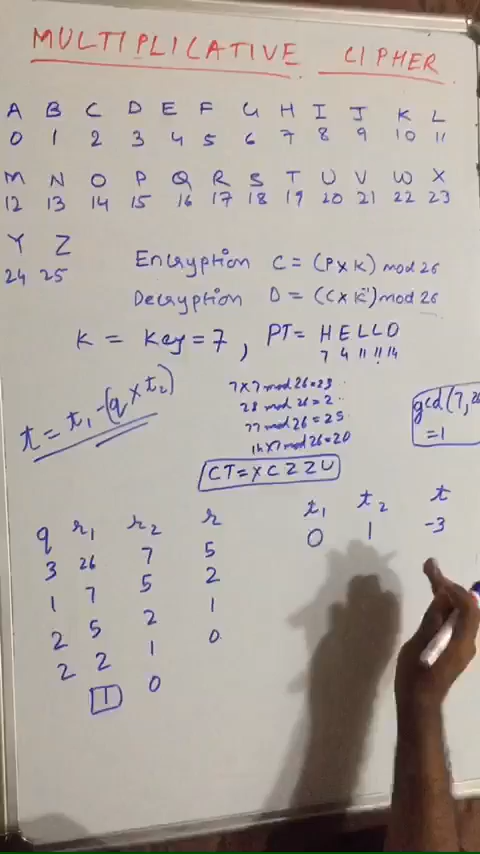 MULTIPLICATIVE CIPHER
A B C D E F G H I J K L
0 1 2 3 4 5 6 7 8 9 10 11
M N O P Q R S T U V W X
12 13 14 15 16 17 18 19 20 21 22 23
Y Z
24 25
Encryption C = (P x K) mod 26
Decryption D = (C x K⁻¹) mod 26
K = Key = 7, PT = HELLO
7 4 11 11 14
t = t₁ - (q x t₂)
7 x 7 mod 26 = 23
28 mod 26 = 2
77 mod 26 = 25
14 x 7 mod 26 = 20
gcd(7, 26
= 1
CT = XCZZU
q r₁ r₂ r t₁ t₂ t
3 26 7 5 0 1 -3
1 7 5 2
2 5 2 1
2 2 1 0
1 0